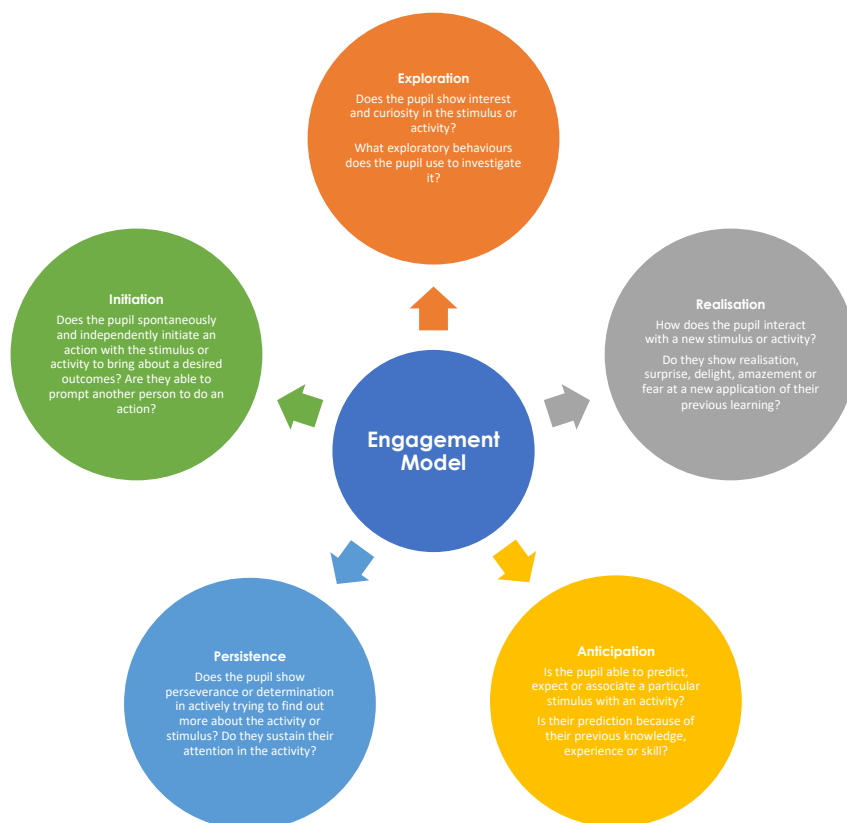 Exploration
Does the pupil show interest
and curiosity in the stimulus or
activity?
What exploratory behaviours
does the pupil use to investigate
it?
Initiation
Does the pupil spontaneously
and independently initiate an
action with the stimulus or
activity to bring about a desired
outcomes? Are they able to
prompt another person to do an
action?
Realisation
How does the pupil interact
with a new stimulus or activity?
Do they show realisation,
surprise, delight, amazement or
fear at a new application of their
previous learning?
Engagement
Model
Persistence
Does the pupil show
perseverance or determination
in actively trying to find out
more about the activity or
stimulus? Do they sustain their
attention in the activity?
Anticipation
Is the pupil able to predict,
expect or associate a particular
stimulus with an activity?
Is their prediction because of
their previous knowledge,
experience or skill?